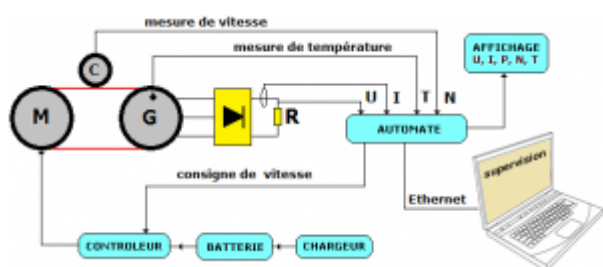 mesure de vitesse
mesure de température
C
AFFICHAGE
U, I, P, N, T
M
G
R
U I T N
AUTOMATE
supervision
consigne de vitesse
Ethernet
CONTROLEUR
BATTERIE
CHARGEUR